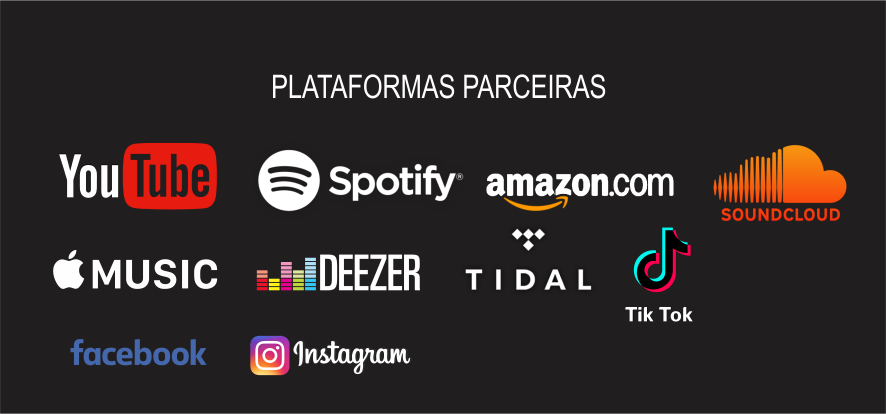 PLATAFORMAS PARCEIRAS
YouTube
Spotify®
amazon.com
SOUNDCLOUD
MUSIC
DEEZER
TIDAL
Tik Tok
facebook
Instagram